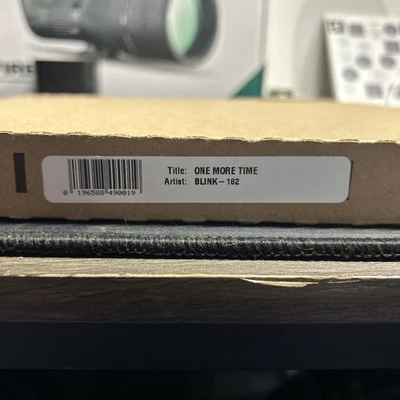 Title: ONE MORE TIME
Artist: BLINK-182
0 196588 490019